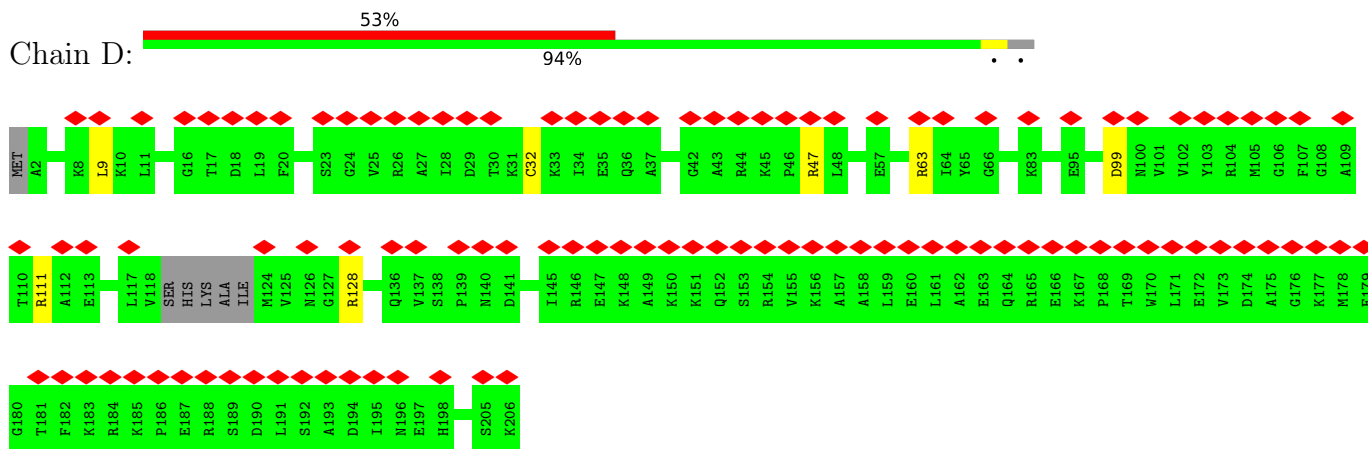 53%
Chain D:
94%
• •
MET A2 K8 L9 K10 L11 G16 T17 D18 L19 F20 S23 G24 V25 R26 A27 I28 D29 T30 K31 C32 K33 I34 E35 Q36 A37 G42 A43 R44 K45 P46 R47 L48 E57 R63 I64 Y65 G66 K83 E95 D99 N100 V101 V102 Y103 R104 M105 G106 F107 G108 A109
T110 R111 A112 E113 L117 V118 SER HIS LYS ALA ILE M124 V125 N126 G127 R128 Q136 V137 S138 P139 N140 D141 I145 R146 E147 K148 A149 K150 K151 Q152 S153 R154 V155 K156 A157 A158 L159 E160 L161 A162 E163 Q164 R165 E166 K167 P168 T169 W170 L171 E172 V173 D174 A175 G176 K177 M178 E179
G180 T181 F182 K183 R184 K185 P186 E187 R188 S189 D190 L191 S192 A193 D194 I195 N196 E197 H198 S205 K206